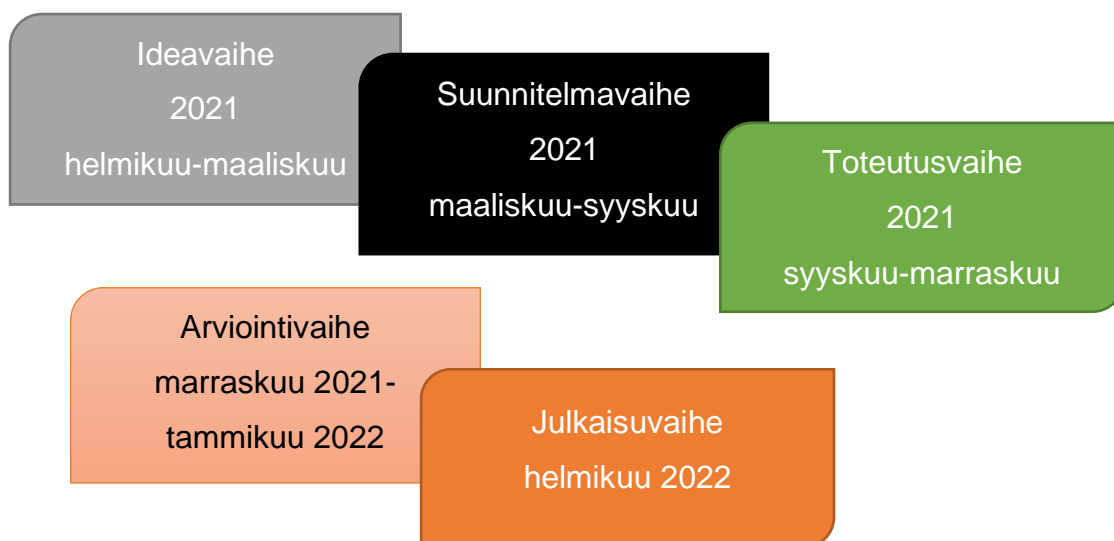 Ideavaihe
2021
helmikuu-maaliskuu
Suunnitelmavaihe
2021
maaliskuu-syyskuu
Toteutusvaihe
2021
syyskuu-marraskuu
Arviointivaihe
marraskuu 2021-
tammikuu 2022
Julkaisuvaihe
helmikuu 2022